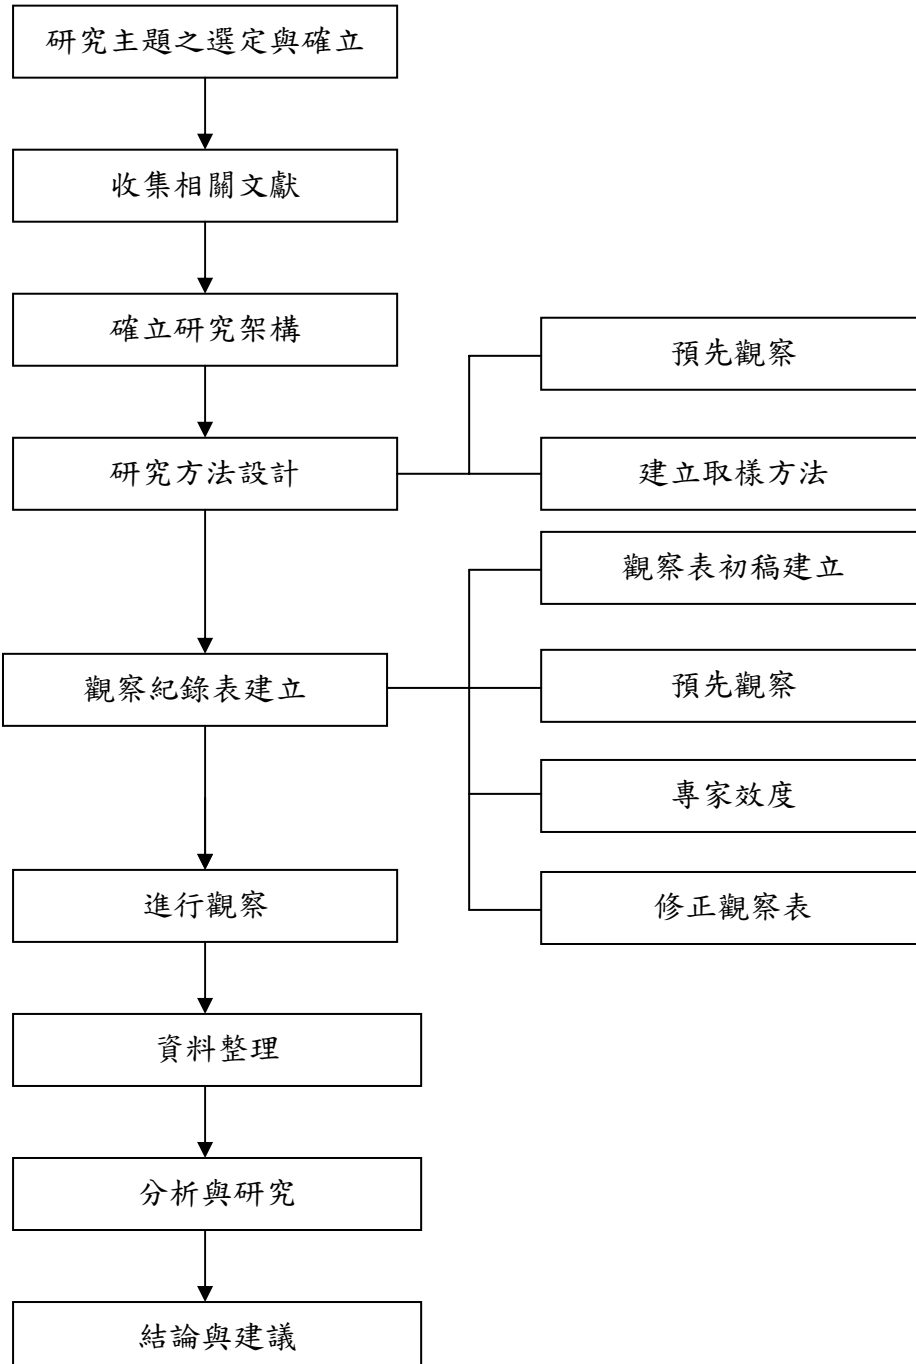 研究主題之選定與確立
收集相關文獻
確立研究架構
預先觀察
研究方法設計
建立取樣方法
觀察表初稿建立
觀察紀錄表建立
預先觀察
專家效度
進行觀察
修正觀察表
資料整理
分析與研究
結論與建議